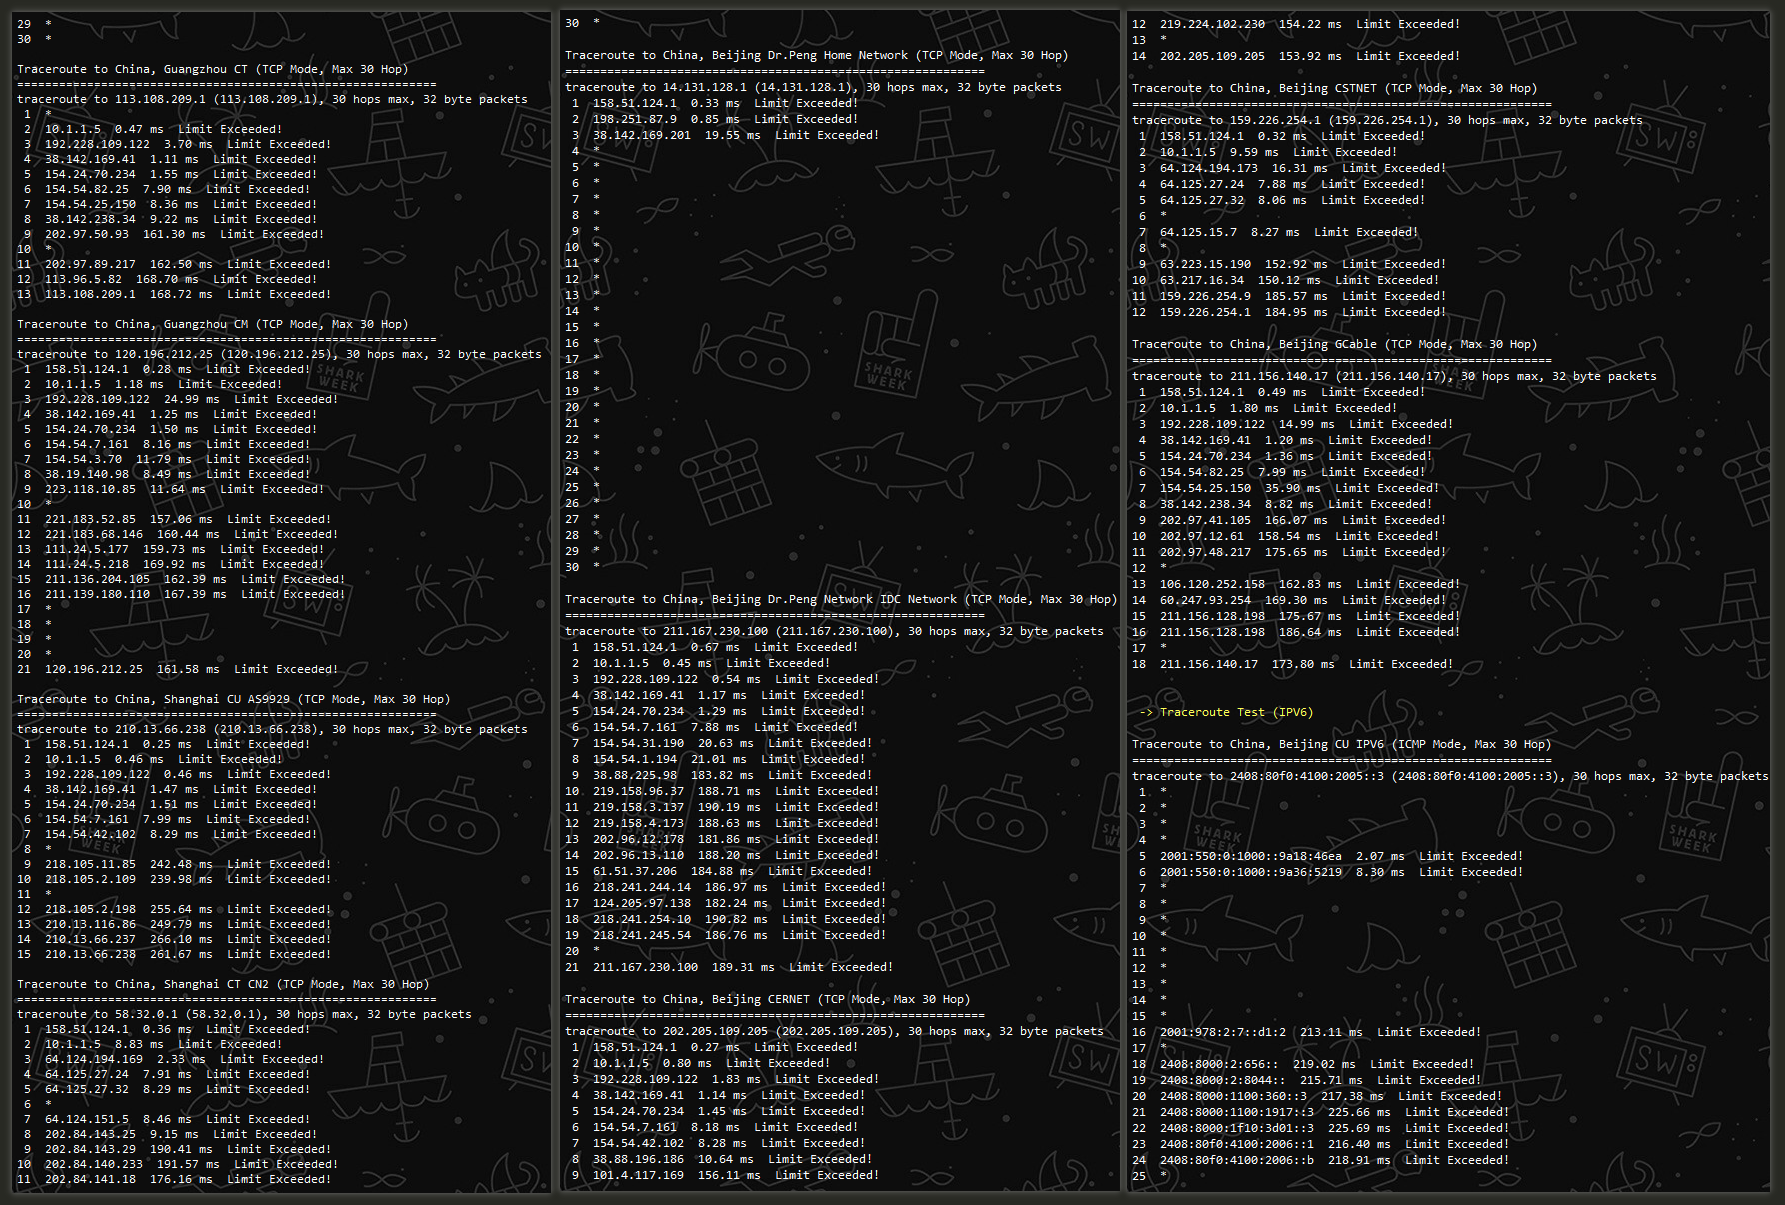 29  *
30  *
Traceroute to China, Guangzhou CT (TCP Mode, Max 30 Hop)
============================================================
traceroute to 113.108.209.1 (113.108.209.1), 30 hops max, 32 byte packets
1  *
2  10.1.1.5  0.47 ms  Limit Exceeded!
3  192.228.109.122  3.70 ms  Limit Exceeded!
4  38.142.169.41  1.11 ms  Limit Exceeded!
5  154.24.70.234  1.55 ms  Limit Exceeded!
6  154.54.82.25  7.90 ms  Limit Exceeded!
7  154.54.25.150  8.36 ms  Limit Exceeded!
8  38.142.238.34  9.22 ms  Limit Exceeded!
9  202.97.50.93  161.30 ms  Limit Exceeded!
10  *
11  202.97.89.217  162.50 ms  Limit Exceeded!
12  113.96.5.82  168.70 ms  Limit Exceeded!
13  113.108.209.1  168.72 ms  Limit Exceeded!
Traceroute to China, Guangzhou CM (TCP Mode, Max 30 Hop)
============================================================
traceroute to 120.196.212.25 (120.196.212.25), 30 hops max, 32 byte packets
1  158.51.124.1  0.28 ms  Limit Exceeded!
2  10.1.1.5  1.18 ms  Limit Exceeded!
3  192.228.109.122  24.99 ms  Limit Exceeded!
4  38.142.169.41  1.25 ms  Limit Exceeded!
5  154.24.70.234  1.50 ms  Limit Exceeded!
6  154.54.7.161  8.16 ms  Limit Exceeded!
7  154.54.3.70  11.79 ms  Limit Exceeded!
8  38.19.140.98  8.49 ms  Limit Exceeded!
9  223.118.10.85  11.64 ms  Limit Exceeded!
10  *
11  221.183.52.85  157.06 ms  Limit Exceeded!
12  221.183.68.146  160.44 ms  Limit Exceeded!
13  111.24.5.177  159.73 ms  Limit Exceeded!
14  111.24.5.218  169.92 ms  Limit Exceeded!
15  211.136.204.105  162.39 ms  Limit Exceeded!
16  211.139.180.110  167.39 ms  Limit Exceeded!
17  *
18  *
19  *
20  *
21  120.196.212.25  161.58 ms  Limit Exceeded!
Traceroute to China, Shanghai CU AS9929 (TCP Mode, Max 30 Hop)
============================================================
traceroute to 210.13.66.238 (210.13.66.238), 30 hops max, 32 byte packets
1  158.51.124.1  0.25 ms  Limit Exceeded!
2  10.1.1.5  0.46 ms  Limit Exceeded!
3  192.228.109.122  0.46 ms  Limit Exceeded!
4  38.142.169.41  1.47 ms  Limit Exceeded!
5  154.24.70.234  1.51 ms  Limit Exceeded!
6  154.54.7.161  7.99 ms  Limit Exceeded!
7  154.54.42.102  8.29 ms  Limit Exceeded!
8  *
9  218.105.11.85  242.48 ms  Limit Exceeded!
10  218.105.2.109  239.98 ms  Limit Exceeded!
11  *
12  218.105.2.198  255.64 ms  Limit Exceeded!
13  210.13.116.86  249.79 ms  Limit Exceeded!
14  210.13.66.237  266.10 ms  Limit Exceeded!
15  210.13.66.238  261.67 ms  Limit Exceeded!
Traceroute to China, Shanghai CT CN2 (TCP Mode, Max 30 Hop)
============================================================
traceroute to 58.32.0.1 (58.32.0.1), 30 hops max, 32 byte packets
1  158.51.124.1  0.36 ms  Limit Exceeded!
2  10.1.1.5  8.83 ms  Limit Exceeded!
3  64.124.194.169  2.33 ms  Limit Exceeded!
4  64.125.27.24  7.91 ms  Limit Exceeded!
5  64.125.27.32  8.29 ms  Limit Exceeded!
6  *
7  64.124.151.5  8.46 ms  Limit Exceeded!
8  202.84.143.25  9.15 ms  Limit Exceeded!
9  202.84.143.29  190.41 ms  Limit Exceeded!
10  202.84.140.233  191.57 ms  Limit Exceeded!
11  202.84.141.18  176.16 ms  Limit Exceeded!
30  *
Traceroute to China, Beijing Dr.Peng Home Network (TCP Mode, Max 30 Hop)
============================================================
traceroute to 14.131.128.1 (14.131.128.1), 30 hops max, 32 byte packets
1  158.51.124.1  0.33 ms  Limit Exceeded!
2  198.251.87.9  0.85 ms  Limit Exceeded!
3  38.142.169.201  19.55 ms  Limit Exceeded!
4  *
5  *
6  *
7  *
8  *
9  *
10  *
11  *
12  *
13  *
14  *
15  *
16  *
17  *
18  *
19  *
20  *
21  *
22  *
23  *
24  *
25  *
26  *
27  *
28  *
29  *
30  *
Traceroute to China, Beijing Dr.Peng Network IDC Network (TCP Mode, Max 30 Hop)
============================================================
traceroute to 211.167.230.100 (211.167.230.100), 30 hops max, 32 byte packets
1  158.51.124.1  0.67 ms  Limit Exceeded!
2  10.1.1.5  0.45 ms  Limit Exceeded!
3  192.228.109.122  0.54 ms  Limit Exceeded!
4  38.142.169.41  1.17 ms  Limit Exceeded!
5  154.24.70.234  1.29 ms  Limit Exceeded!
6  154.54.7.161  7.88 ms  Limit Exceeded!
7  154.54.31.190  20.63 ms  Limit Exceeded!
8  154.54.1.194  21.01 ms  Limit Exceeded!
9  38.88.225.98  183.82 ms  Limit Exceeded!
10  219.158.96.37  188.71 ms  Limit Exceeded!
11  219.158.3.137  190.19 ms  Limit Exceeded!
12  219.158.4.173  188.63 ms  Limit Exceeded!
13  202.96.12.178  181.86 ms  Limit Exceeded!
14  202.96.13.110  188.20 ms  Limit Exceeded!
15  61.51.37.206  184.88 ms  Limit Exceeded!
16  218.241.244.14  186.97 ms  Limit Exceeded!
17  124.205.97.138  182.24 ms  Limit Exceeded!
18  218.241.254.10  190.82 ms  Limit Exceeded!
19  218.241.245.54  186.76 ms  Limit Exceeded!
20  *
21  211.167.230.100  189.31 ms  Limit Exceeded!
Traceroute to China, Beijing CERNET (TCP Mode, Max 30 Hop)
============================================================
traceroute to 202.205.109.205 (202.205.109.205), 30 hops max, 32 byte packets
1  158.51.124.1  0.27 ms  Limit Exceeded!
2  10.1.1.5  0.80 ms  Limit Exceeded!
3  192.228.109.122  1.83 ms  Limit Exceeded!
4  38.142.169.41  1.14 ms  Limit Exceeded!
5  154.24.70.234  1.45 ms  Limit Exceeded!
6  154.54.7.161  8.18 ms  Limit Exceeded!
7  154.54.42.102  8.28 ms  Limit Exceeded!
8  38.88.196.186  10.64 ms  Limit Exceeded!
9  101.4.117.169  156.11 ms  Limit Exceeded!
12  219.224.102.230  154.22 ms  Limit Exceeded!
13  *
14  202.205.109.205  153.92 ms  Limit Exceeded!
Traceroute to China, Beijing CSTNET (TCP Mode, Max 30 Hop)
============================================================
traceroute to 159.226.254.1 (159.226.254.1), 30 hops max, 32 byte packets
1  158.51.124.1  0.32 ms  Limit Exceeded!
2  10.1.1.5  9.59 ms  Limit Exceeded!
3  64.124.194.173  16.31 ms  Limit Exceeded!
4  64.125.27.24  7.88 ms  Limit Exceeded!
5  64.125.27.32  8.06 ms  Limit Exceeded!
6  *
7  64.125.15.7  8.27 ms  Limit Exceeded!
8  *
9  63.223.15.190  152.92 ms  Limit Exceeded!
10  63.217.16.34  150.12 ms  Limit Exceeded!
11  159.226.254.9  185.57 ms  Limit Exceeded!
12  159.226.254.1  184.95 ms  Limit Exceeded!
Traceroute to China, Beijing GCable (TCP Mode, Max 30 Hop)
============================================================
traceroute to 211.156.140.17 (211.156.140.17), 30 hops max, 32 byte packets
1  158.51.124.1  0.49 ms  Limit Exceeded!
2  10.1.1.5  1.80 ms  Limit Exceeded!
3  192.228.109.122  14.99 ms  Limit Exceeded!
4  38.142.169.41  1.20 ms  Limit Exceeded!
5  154.24.70.234  1.36 ms  Limit Exceeded!
6  154.54.82.25  7.99 ms  Limit Exceeded!
7  154.54.25.150  35.90 ms  Limit Exceeded!
8  38.142.238.34  8.82 ms  Limit Exceeded!
9  202.97.41.105  166.07 ms  Limit Exceeded!
10  202.97.12.61  158.54 ms  Limit Exceeded!
11  202.97.48.217  175.65 ms  Limit Exceeded!
12  *
13  106.120.252.158  162.83 ms  Limit Exceeded!
14  60.247.93.254  169.30 ms  Limit Exceeded!
15  211.156.128.198  175.67 ms  Limit Exceeded!
16  211.156.128.198  186.64 ms  Limit Exceeded!
17  *
18  211.156.140.17  173.80 ms  Limit Exceeded!
-> Traceroute Test (IPV6)
Traceroute to China, Beijing CU IPV6 (ICMP Mode, Max 30 Hop)
============================================================
traceroute to 2408:80f0:4100:2005::3 (2408:80f0:4100:2005::3), 30 hops max, 32 byte packets
1  *
2  *
3  *
4  *
5  2001:550:0:1000::9a18:46ea  2.07 ms  Limit Exceeded!
6  2001:550:0:1000::9a36:5219  8.30 ms  Limit Exceeded!
7  *
8  *
9  *
10  *
11  *
12  *
13  *
14  *
15  *
16  2001:978:2:7::d1:2  213.11 ms  Limit Exceeded!
17  *
18  2408:8000:2:656::  219.02 ms  Limit Exceeded!
19  2408:8000:2:8044::  215.71 ms  Limit Exceeded!
20  2408:8000:1100:360::3  217.38 ms  Limit Exceeded!
21  2408:8000:1100:1917::3  225.66 ms  Limit Exceeded!
22  2408:8000:1f10:3d01::3  225.69 ms  Limit Exceeded!
23  2408:80f0:4100:2006::1  216.40 ms  Limit Exceeded!
24  2408:80f0:4100:2006::b  218.91 ms  Limit Exceeded!
25  *
SHARK WEEK